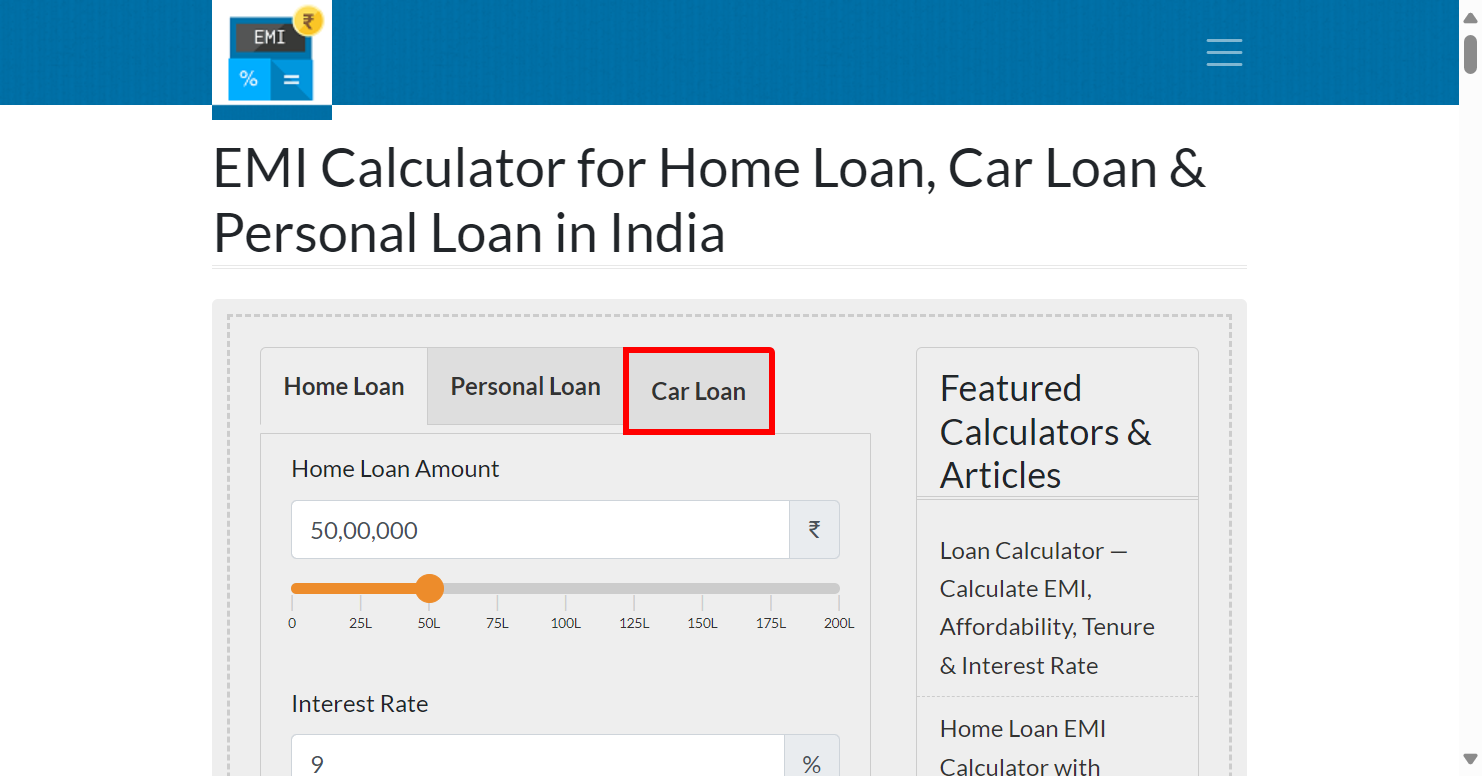 EMI
₹
% =
EMI Calculator for Home Loan, Car Loan &
Personal Loan in India
Home Loan
Personal Loan
Car Loan
Home Loan Amount
50,00,000
₹
0 25L 50L 75L 100L 125L 150L 175L 200L
Interest Rate
9
%
Featured
Calculators &
Articles
Loan Calculator —
Calculate EMI,
Affordability, Tenure
& Interest Rate
Home Loan EMI
Calculator with